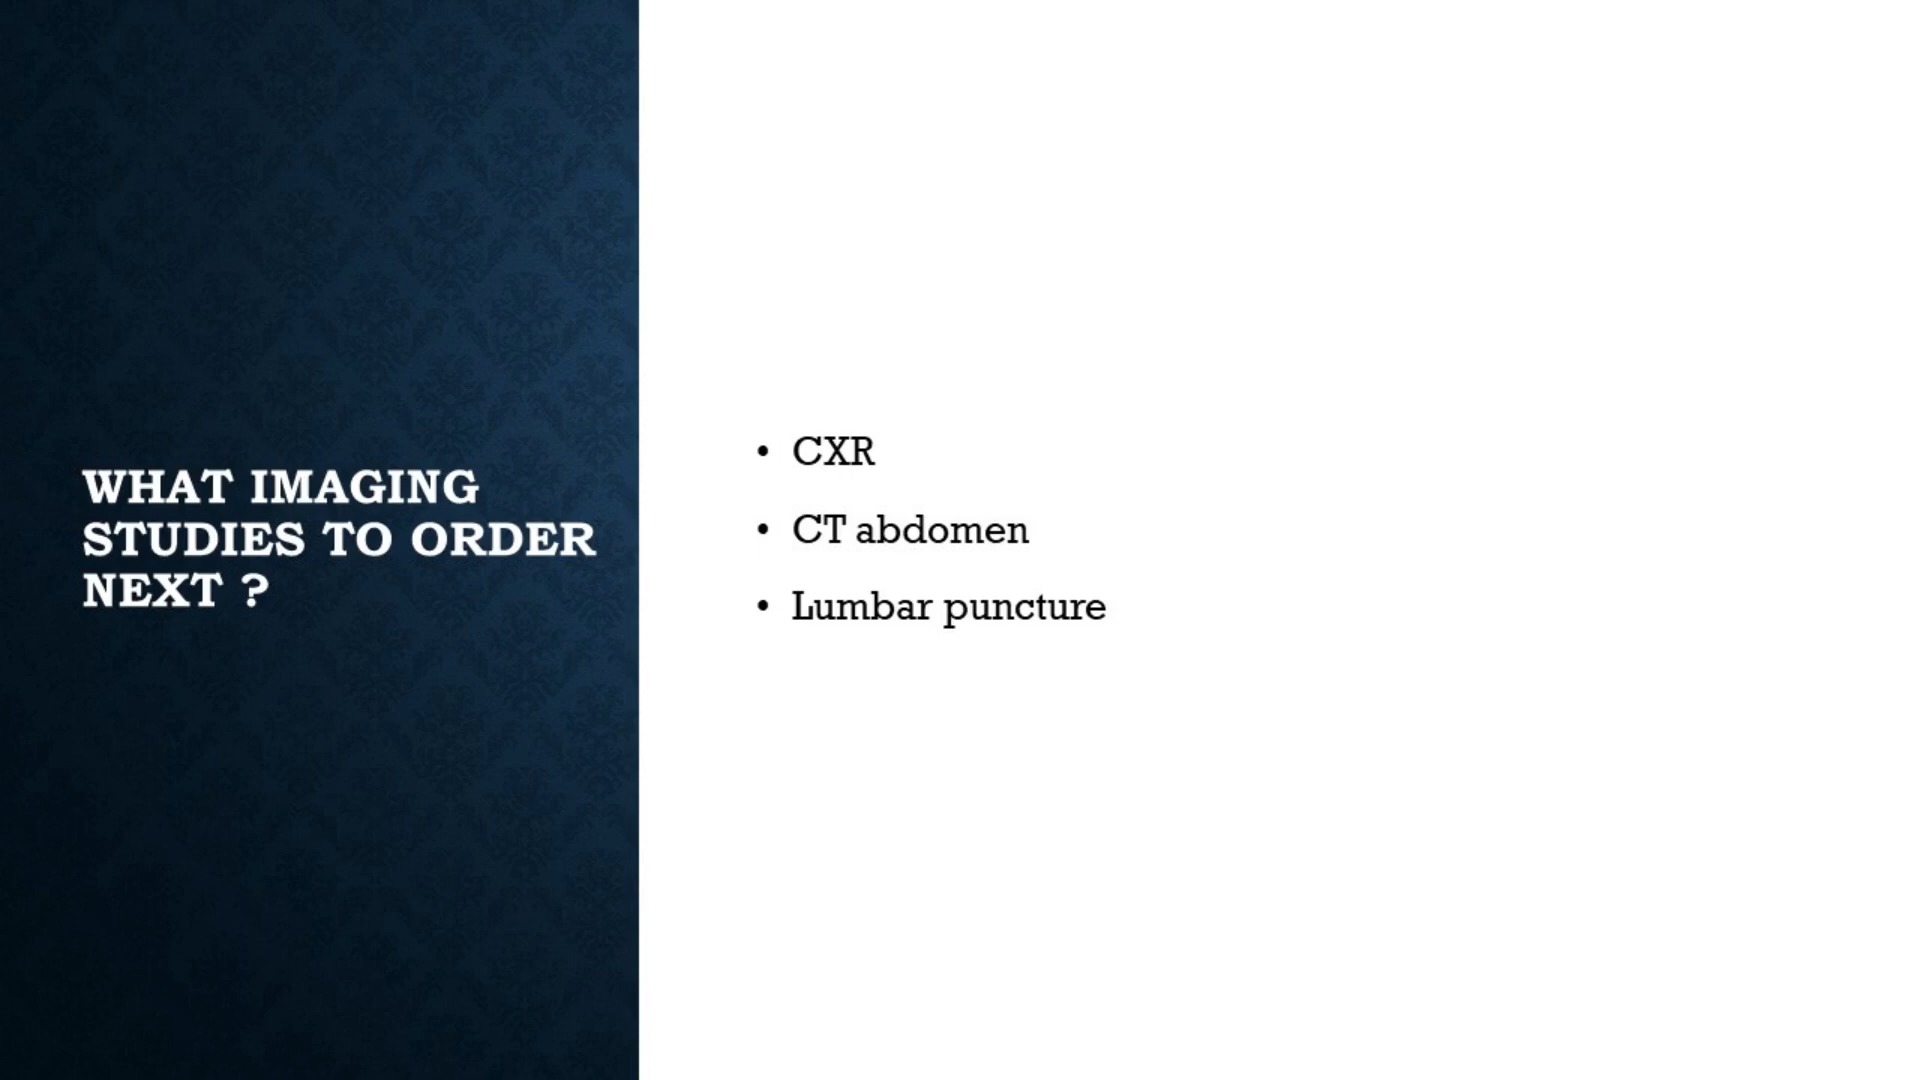 WHAT IMAGING
STUDIES TO ORDER
NEXT ?
• CXR
• CT abdomen
• Lumbar puncture